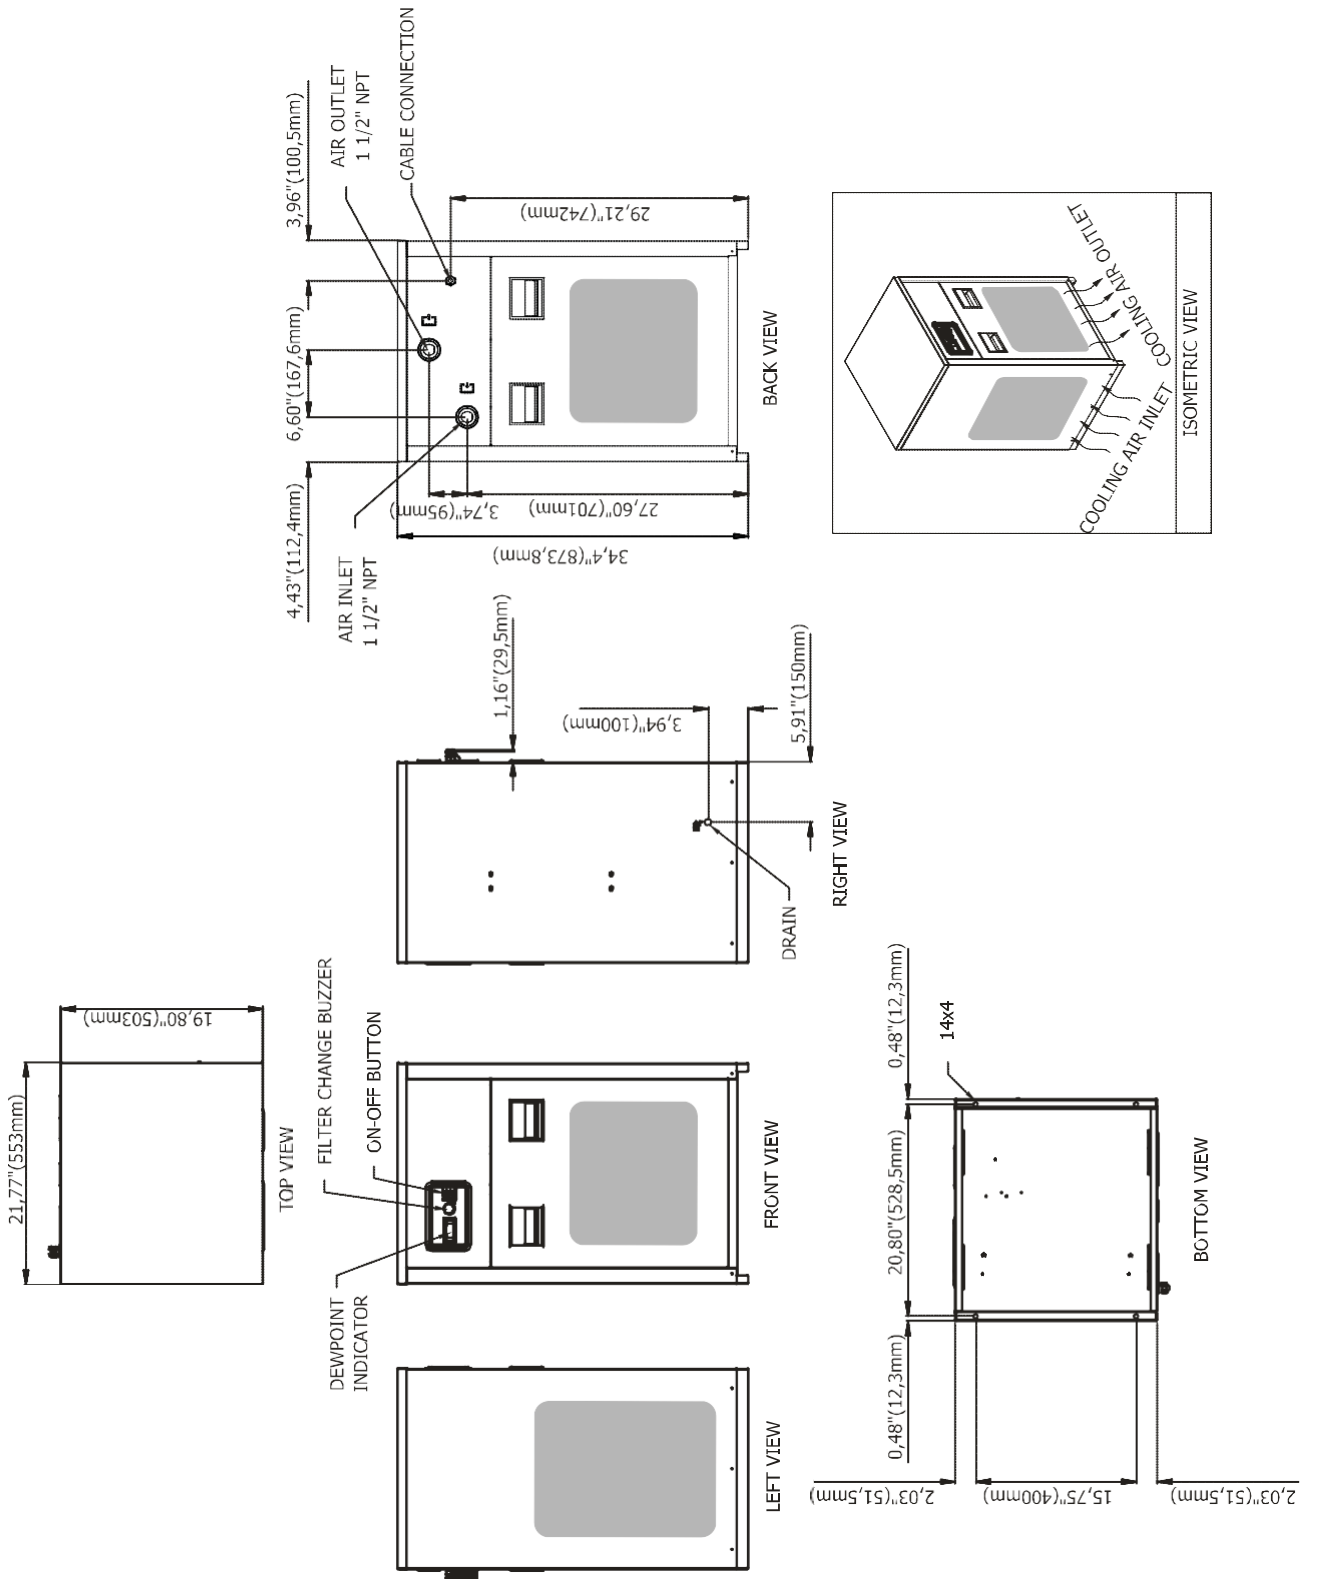 21,77"(553mm)
19,80"(503mm)
TOP VIEW
3,96"(100,5mm)
6,60"(167,6mm)
4,43"(112,4mm)
AIR OUTLET
1 1/2" NPT
CABLE CONNECTION
AIR INLET
1 1/2" NPT
29,21"(742mm)
3,74"(95mm)
27,60"(701mm)
34,4"(873,8mm)
BACK VIEW
COOLING AIR OUTLET
COOLING AIR INLET
ISOMETRIC VIEW
1,16"(29,5mm)
3,94"(100mm)
5,91"(150mm)
DRAIN
RIGHT VIEW
FILTER CHANGE BUZZER
ON-OFF BUTTON
DEWPOINT
INDICATOR
FRONT VIEW
LEFT VIEW
0,48"(12,3mm)
20,80"(528,5mm)
0,48"(12,3mm)
14x4
2,03"(51,5mm)
15,75"(400mm)
2,03"(51,5mm)
BOTTOM VIEW